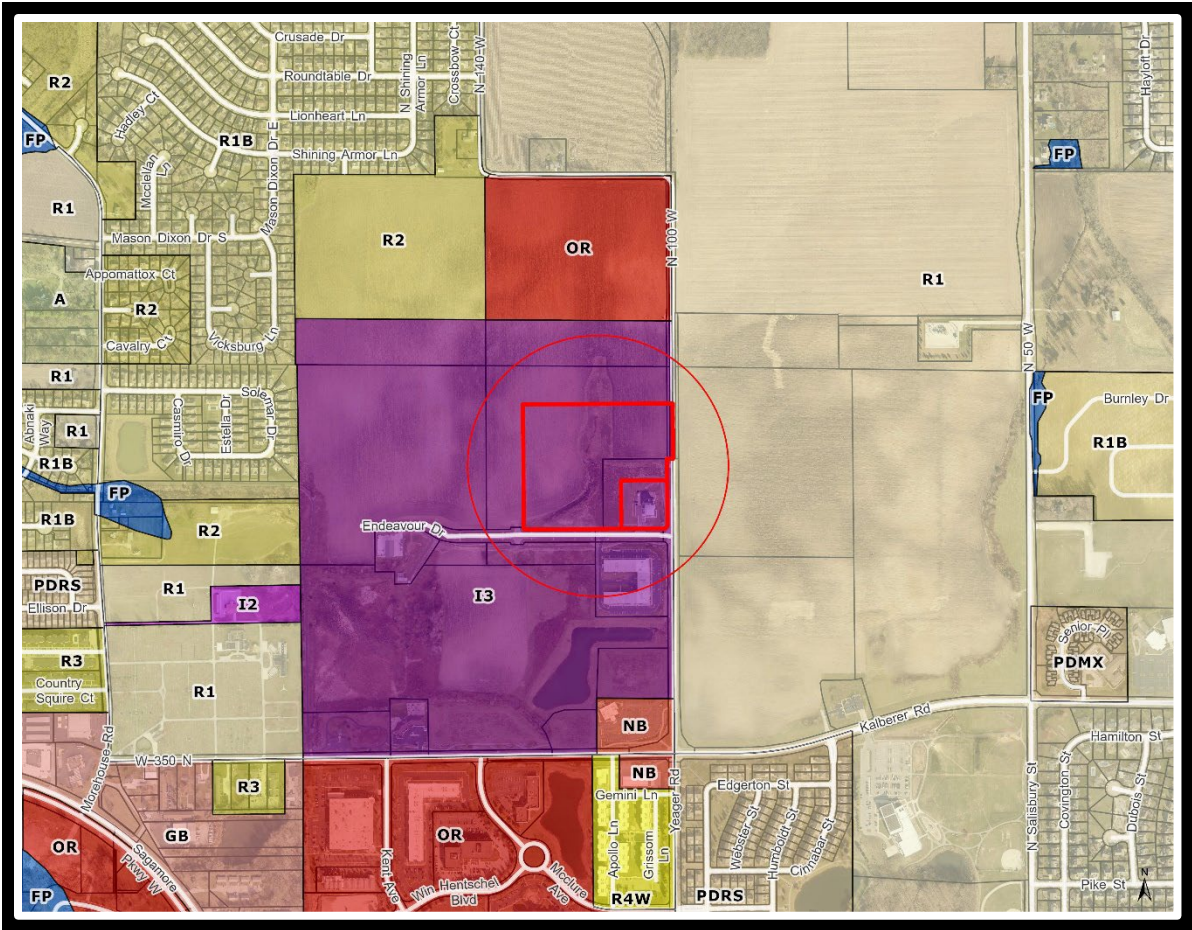 Crusade Dr
Roundtable Dr
Lionheart Ln
Shining Armor Ln
N Shining
Armor Ln
Crossbow Ct
N 140 W
Hadley Ct
R1B
Mcclellan
Ln
Mason Dixon Dr E
Hayloft Dr
R2
FP
FP
R1
Mason Dixon Dr S
R2
OR
N 100 W
R1
Appomattox Ct
A
R2
Cavalry Ct
Vicksburg Ln
N 50 W
R1
Abnaki
Way
R1
R1B
Solemar Dr
Casmiro Dr
Estella Dr
FP
Burnley Dr
R1B
FP
R1B
R2
Endeavour Dr
PDRS
Ellison Dr
R1
I2
I3
R3
Country
Squire Ct
R1
Senior Pl
PDMX
NB
Kalberer Rd
Morehouse Rd
W 350 N
R3
NB
Gemini Ln
Yeager Rd
Edgerton St
Hamilton St
N Salisbury St
Covington St
Dubois St
GB
OR
Sagamore
Pkwy W
OR
Kent Ave
Win Hentschel
Blvd
Mcclure
Ave
Apollo Ln
Grissom
Ln
R4W
Webster St
Humboldt St
Cinnabar St
PDRS
Pike St
N
FP